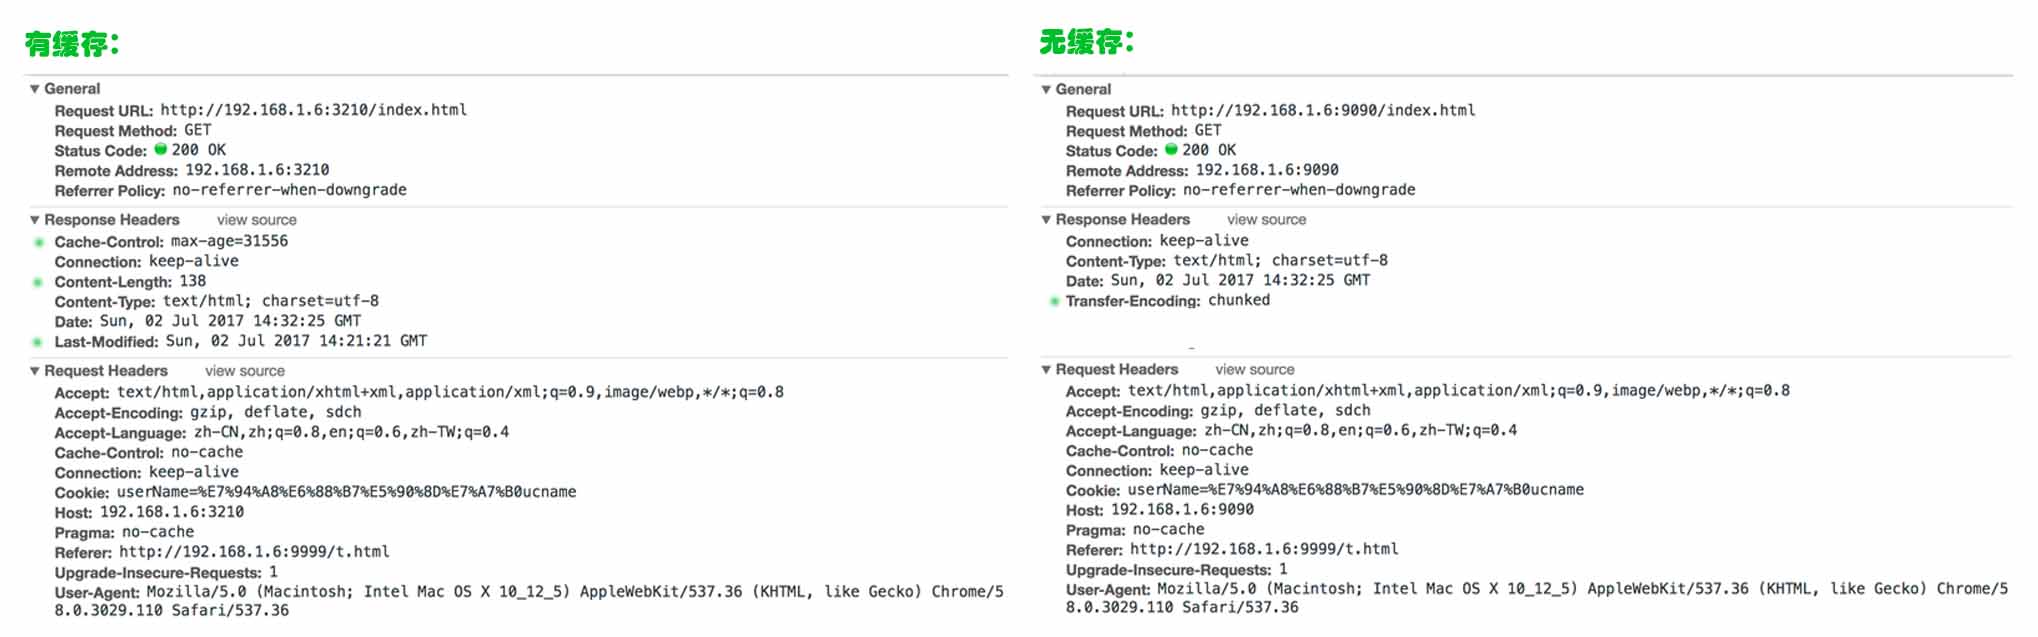 有缓存：
General
Request URL: http://192.168.1.6:3210/index.html
Request Method: GET
Status Code: 200 OK
Remote Address: 192.168.1.6:3210
Referrer Policy: no-referrer-when-downgrade
Response Headers view source
Cache-Control: max-age=31556
Connection: keep-alive
Content-Length: 138
Content-Type: text/html; charset=utf-8
Date: Sun, 02 Jul 2017 14:32:25 GMT
Last-Modified: Sun, 02 Jul 2017 14:21:21 GMT
Request Headers view source
Accept: text/html,application/xhtml+xml,application/xml;q=0.9,image/webp,*/*;q=0.8
Accept-Encoding: gzip, deflate, sdch
Accept-Language: zh-CN,zh;q=0.8,en;q=0.6,zh-TW;q=0.4
Cache-Control: no-cache
Connection: keep-alive
Cookie: userName=%E7%94%A8%E6%88%B7%E5%90%8D%E7%A7%B0ucname
Host: 192.168.1.6:3210
Pragma: no-cache
Referer: http://192.168.1.6:9999/t.html
Upgrade-Insecure-Requests: 1
User-Agent: Mozilla/5.0 (Macintosh; Intel Mac OS X 10_12_5) AppleWebKit/537.36 (KHTML, like Gecko) Chrome/5
8.0.3029.110 Safari/537.36
无缓存：
General
Request URL: http://192.168.1.6:9090/index.html
Request Method: GET
Status Code: 200 OK
Remote Address: 192.168.1.6:9090
Referrer Policy: no-referrer-when-downgrade
Response Headers view source
Connection: keep-alive
Content-Type: text/html; charset=utf-8
Date: Sun, 02 Jul 2017 14:32:25 GMT
Transfer-Encoding: chunked
Request Headers view source
Accept: text/html,application/xhtml+xml,application/xml;q=0.9,image/webp,*/*;q=0.8
Accept-Encoding: gzip, deflate, sdch
Accept-Language: zh-CN,zh;q=0.8,en;q=0.6,zh-TW;q=0.4
Cache-Control: no-cache
Connection: keep-alive
Cookie: userName=%E7%94%A8%E6%88%B7%E5%90%8D%E7%A7%B0ucname
Host: 192.168.1.6:9090
Pragma: no-cache
Referer: http://192.168.1.6:9999/t.html
Upgrade-Insecure-Requests: 1
User-Agent: Mozilla/5.0 (Macintosh; Intel Mac OS X 10_12_5) AppleWebKit/537.36 (KHTML, like Gecko) Chrome/5
8.0.3029.110 Safari/537.36